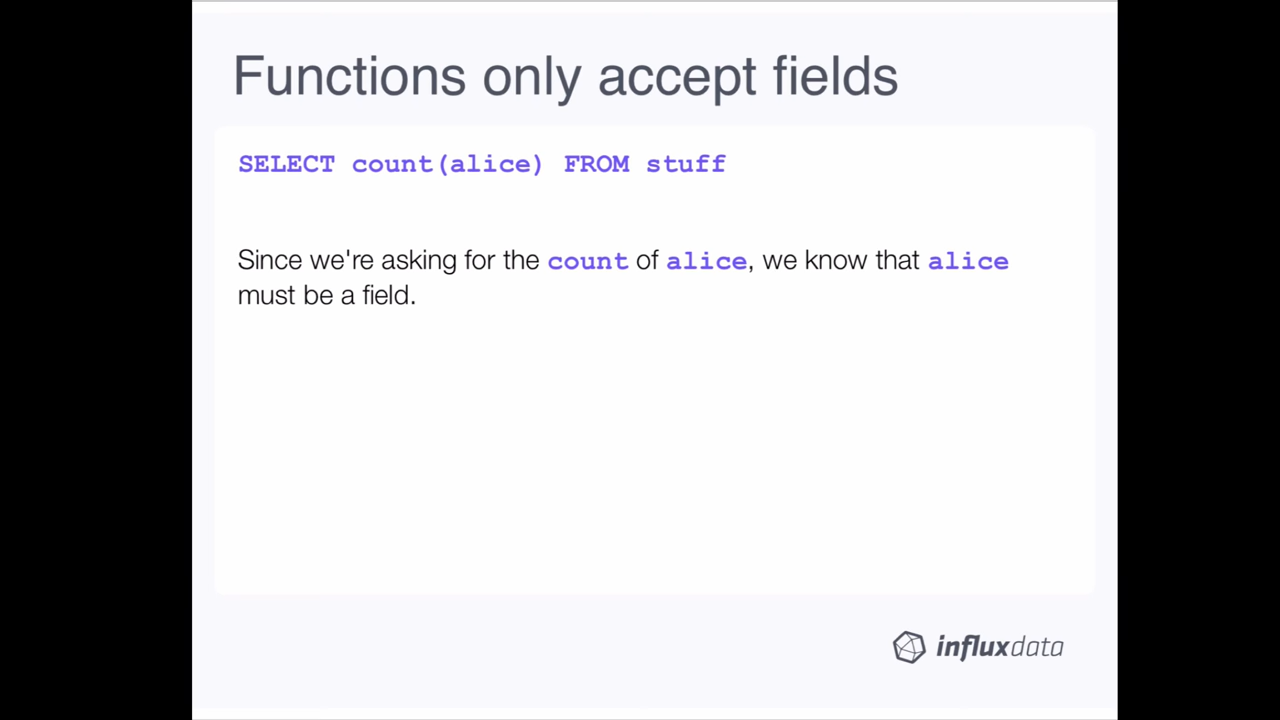 Functions only accept fields
SELECT count(alice) FROM stuff
Since we're asking for the count of alice, we know that alice
must be a field.
influxdata